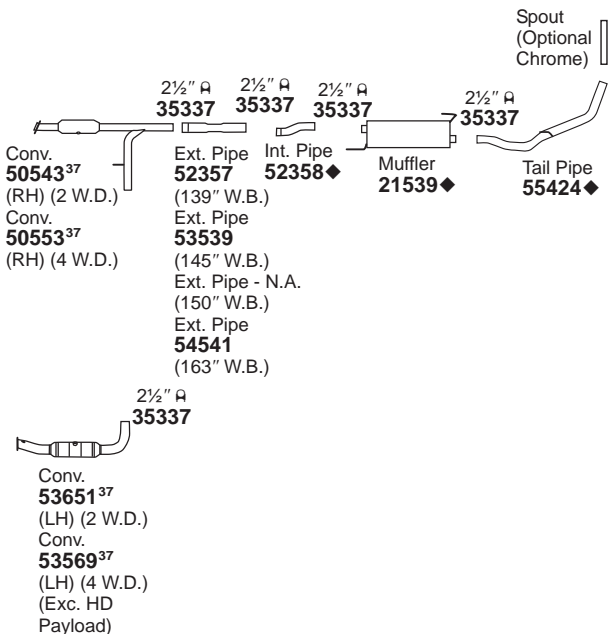 Spout
(Optional
Chrome)
2½″
35337
2½″
35337
2½″
35337
2½″
35337
Conv.
50543³⁷
(RH) (2 W.D.)
Conv.
50553³⁷
(RH) (4 W.D.)
Ext. Pipe
52357
(139″ W.B.)
Ext. Pipe
53539
(145″ W.B.)
Ext. Pipe - N.A.
(150″ W.B.)
Ext. Pipe
54541
(163″ W.B.)
Int. Pipe
52358◆
Muffler
21539◆
Tail Pipe
55424◆
2½″
35337
Conv.
53651³⁷
(LH) (2 W.D.)
Conv.
53569³⁷
(LH) (4 W.D.)
(Exc. HD
Payload)